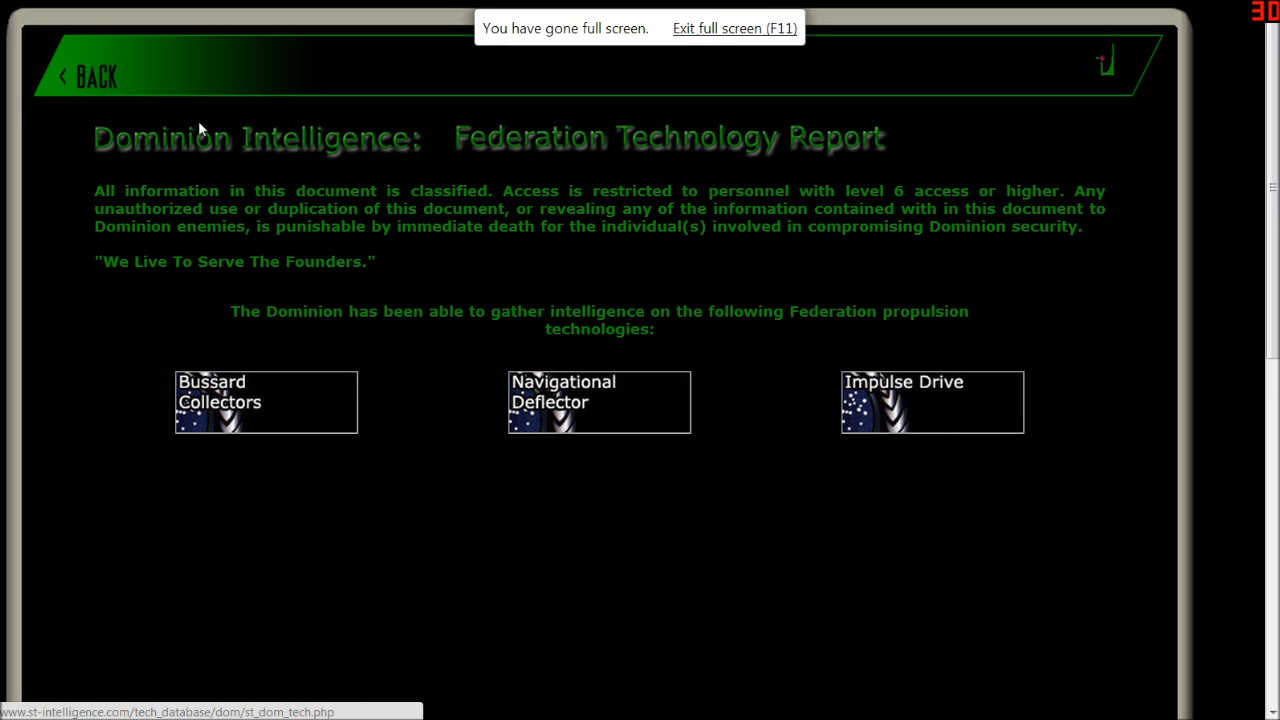 30
You have gone full screen. Exit full screen (F11)
< BACK
Dominion Intelligence: Federation Technology Report
All information in this document is classified. Access is restricted to personnel with level 6 access or higher. Any
unauthorized use or duplication of this document, or revealing any of the information contained with in this document to
Dominion enemies, is punishable by immediate death for the individual(s) involved in compromising Dominion security.
"We Live To Serve The Founders."
The Dominion has been able to gather intelligence on the following Federation propulsion
technologies:
Bussard
Collectors
Navigational
Deflector
Impulse Drive
www.st-intelligence.com/tech_database/dom/st_dom_tech.php